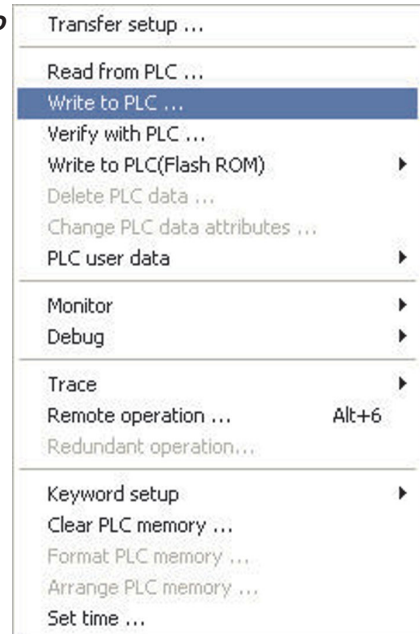 b
Transfer setup ...
Read from PLC ...
Write to PLC ...
Verify with PLC ...
Write to PLC(Flash ROM)
Delete PLC data ...
Change PLC data attributes ...
PLC user data
Monitor
Debug
Trace
Remote operation ... Alt+6
Redundant operation...
Keyword setup
Clear PLC memory ...
Format PLC memory ...
Arrange PLC memory ...
Set time ...